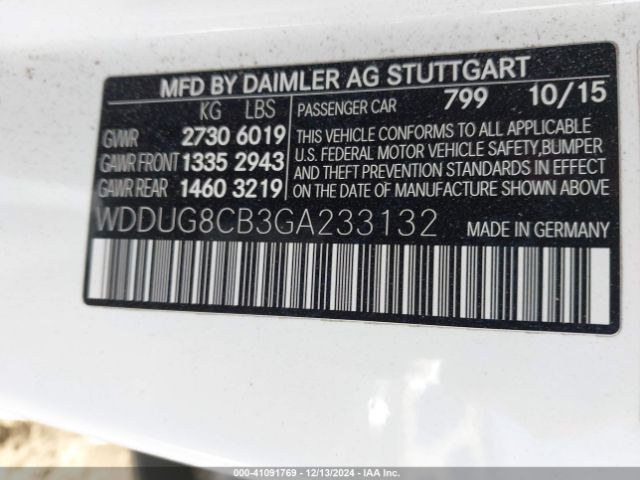 MFD BY DAIMLER AG STUTTGART
KG LBS
GVWR 2730 6019
GAWR FRONT 1335 2943
GAWR REAR 1460 3219
PASSENGER CAR 799 10/15
THIS VEHICLE CONFORMS TO ALL APPLICABLE
U.S. FEDERAL MOTOR VEHICLE SAFETY,BUMPER
AND THEFT PREVENTION STANDARDS IN EFFECT
ON THE DATE OF MANUFACTURE SHOWN ABOVE
WDDUG8CB3GA233132
MADE IN GERMANY
© COPART - 41091769 - 12/13/2024 - IAA Inc.